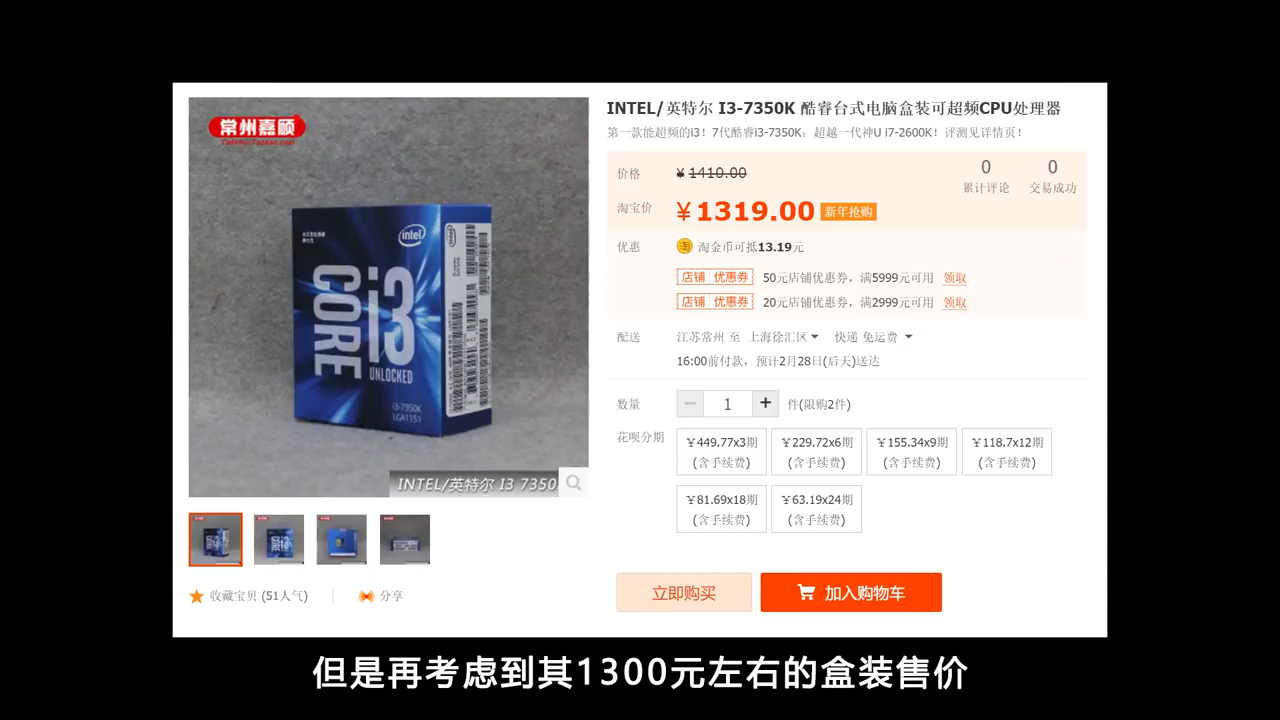 常州嘉顾
TaoHui.Taobao.com
intel
CORE
i3
UNLOCKED
i3-7350K
LGA1151
INTEL/英特尔 I3 7350
收藏宝贝 (51人气)
分享
INTEL/英特尔 I3-7350K 酷睿台式电脑盒装可超频CPU处理器
第一款能超频的i3！7代酷睿i3-7350K：超越一代神U i7-2600K！评测见详情页！
价格 ¥ 1410.00
淘宝价 ¥ 1319.00 新年抢购
0 累计评论
0 交易成功
优惠 淘金币可抵13.19元
店铺 优惠券 50元店铺优惠券，满5999元可用 领取
店铺 优惠券 20元店铺优惠券，满2999元可用 领取
配送 江苏常州 至 上海徐汇区 快递 免运费
16:00前付款，预计2月28日(后天)送达
数量 − 1 + 件(限购2件)
花呗分期
¥449.77x3期 ¥229.72x6期 ¥155.34x9期 ¥118.7x12期
(含手续费) (含手续费) (含手续费) (含手续费)
¥81.69x18期 ¥63.19x24期
(含手续费) (含手续费)
立即购买 加入购物车
但是再考虑到其1300元左右的盒装售价